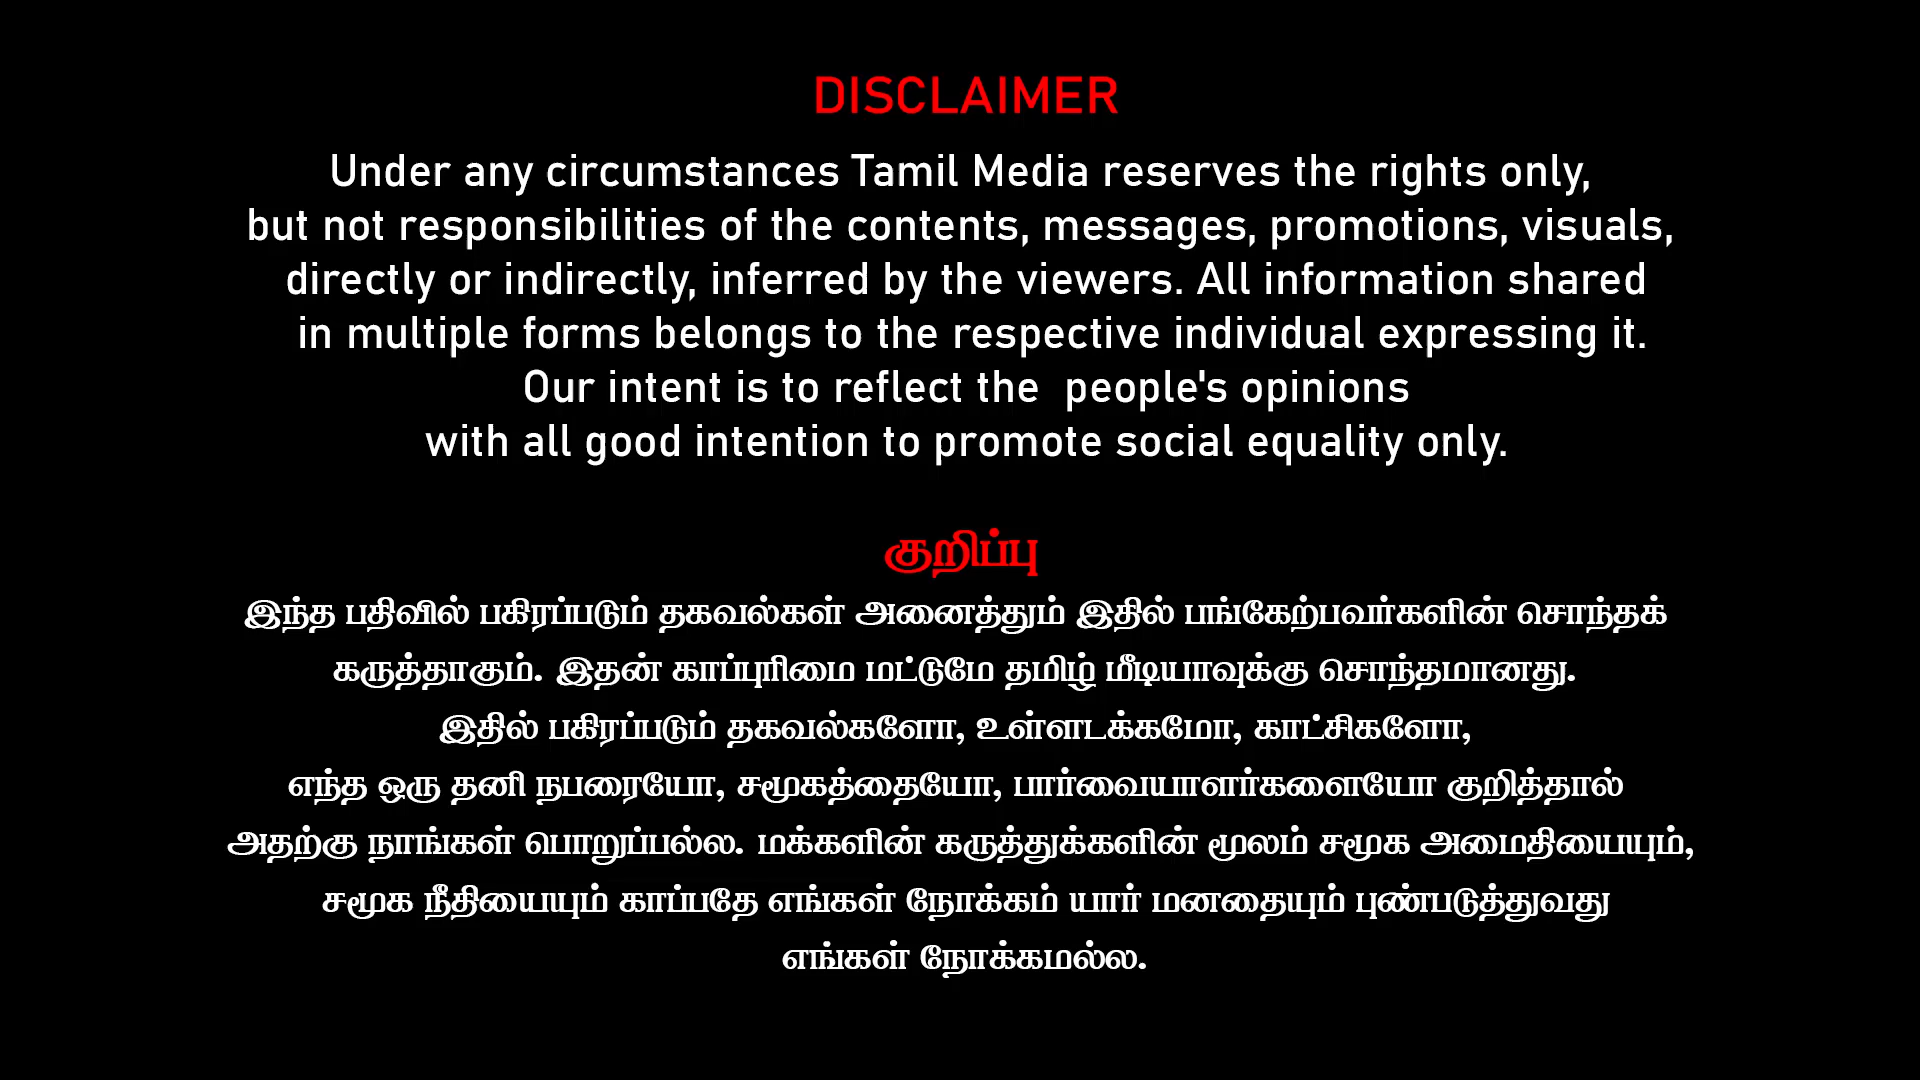 DISCLAIMER
Under any circumstances Tamil Media reserves the rights only,
but not responsibilities of the contents, messages, promotions, visuals,
directly or indirectly, inferred by the viewers. All information shared
in multiple forms belongs to the respective individual expressing it.
Our intent is to reflect the  people's opinions
with all good intention to promote social equality only.
குறிப்பு
இந்த பதிவில் பகிரப்படும் தகவல்கள் அனைத்தும் இதில் பங்கேற்பவர்களின் சொந்தக்
கருத்தாகும். இதன் காப்புரிமை மட்டுமே தமிழ் மீடியாவுக்கு சொந்தமானது.
இதில் பகிரப்படும் தகவல்களோ, உள்ளடக்கமோ, காட்சிகளோ,
எந்த ஒரு தனி நபரையோ, சமூகத்தையோ, பார்வையாளர்களையோ குறித்தால்
அதற்கு நாங்கள் பொறுப்பல்ல. மக்களின் கருத்துக்களின் மூலம் சமூக அமைதியையும்,
சமூக நீதியையும் காப்பதே எங்கள் நோக்கம் யார் மனதையும் புண்படுத்துவது
எங்கள் நோக்கமல்ல.